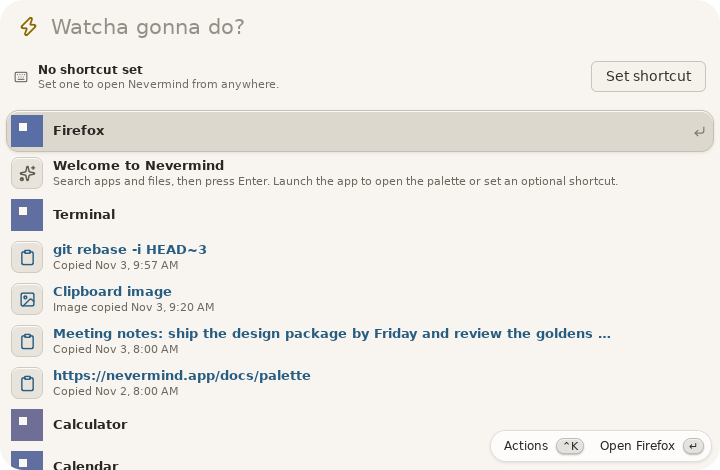 Watcha gonna do?
No shortcut set
Set one to open Nevermind from anywhere.
Set shortcut
Firefox
Welcome to Nevermind
Search apps and files, then press Enter. Launch the app to open the palette or set an optional shortcut.
Terminal
git rebase -i HEAD~3
Copied Nov 3, 9:57 AM
Clipboard image
Image copied Nov 3, 9:20 AM
Meeting notes: ship the design package by Friday and review the goldens ...
Copied Nov 3, 8:00 AM
https://nevermind.app/docs/palette
Copied Nov 2, 8:00 AM
Calculator
Actions ^K Open Firefox ↵
Calendar